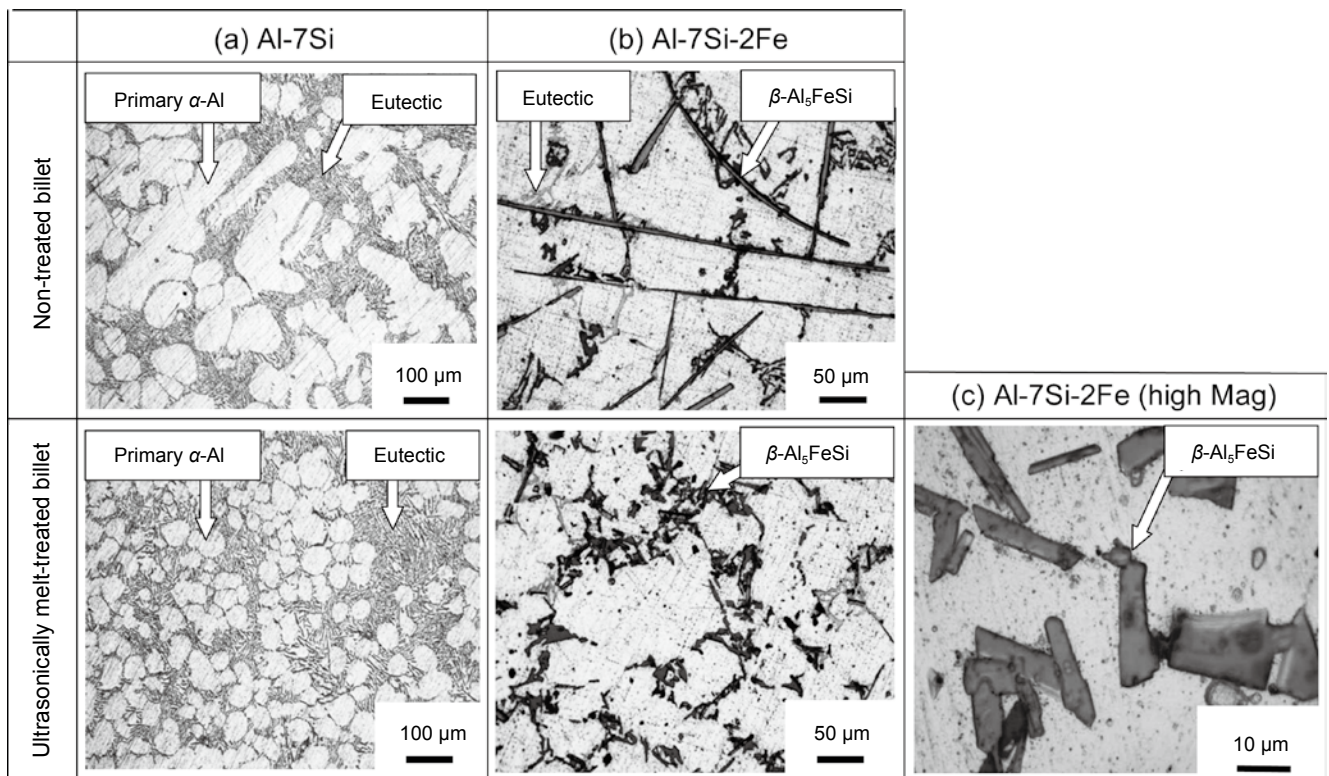 (a) Al-7Si
(b) Al-7Si-2Fe
Non-treated billet
Primary α-Al
Eutectic
100 µm
Eutectic
β-Al₅FeSi
50 µm
(c) Al-7Si-2Fe (high Mag)
Ultrasonically melt-treated billet
Primary α-Al
Eutectic
100 µm
β-Al₅FeSi
50 µm
β-Al₅FeSi
10 µm